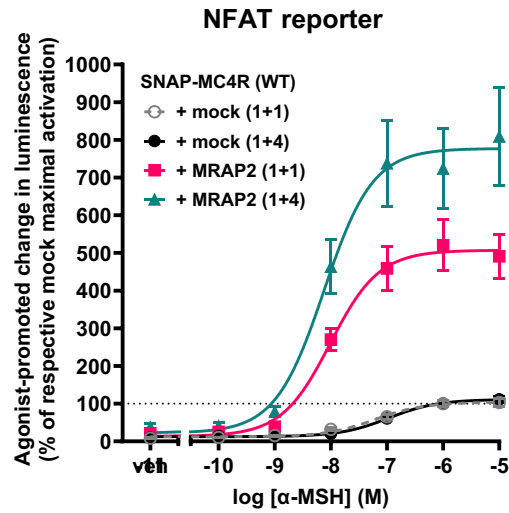 NFAT reporter
Agonist-promoted change in luminescence
(% of respective mock maximal activation)
1000
900
800
700
600
500
400
300
200
100
0
SNAP-MC4R (WT)
+ mock (1+1)
+ mock (1+4)
+ MRAP2 (1+1)
+ MRAP2 (1+4)
veh
-11
-10
-9
-8
-7
-6
-5
log [α-MSH] (M)